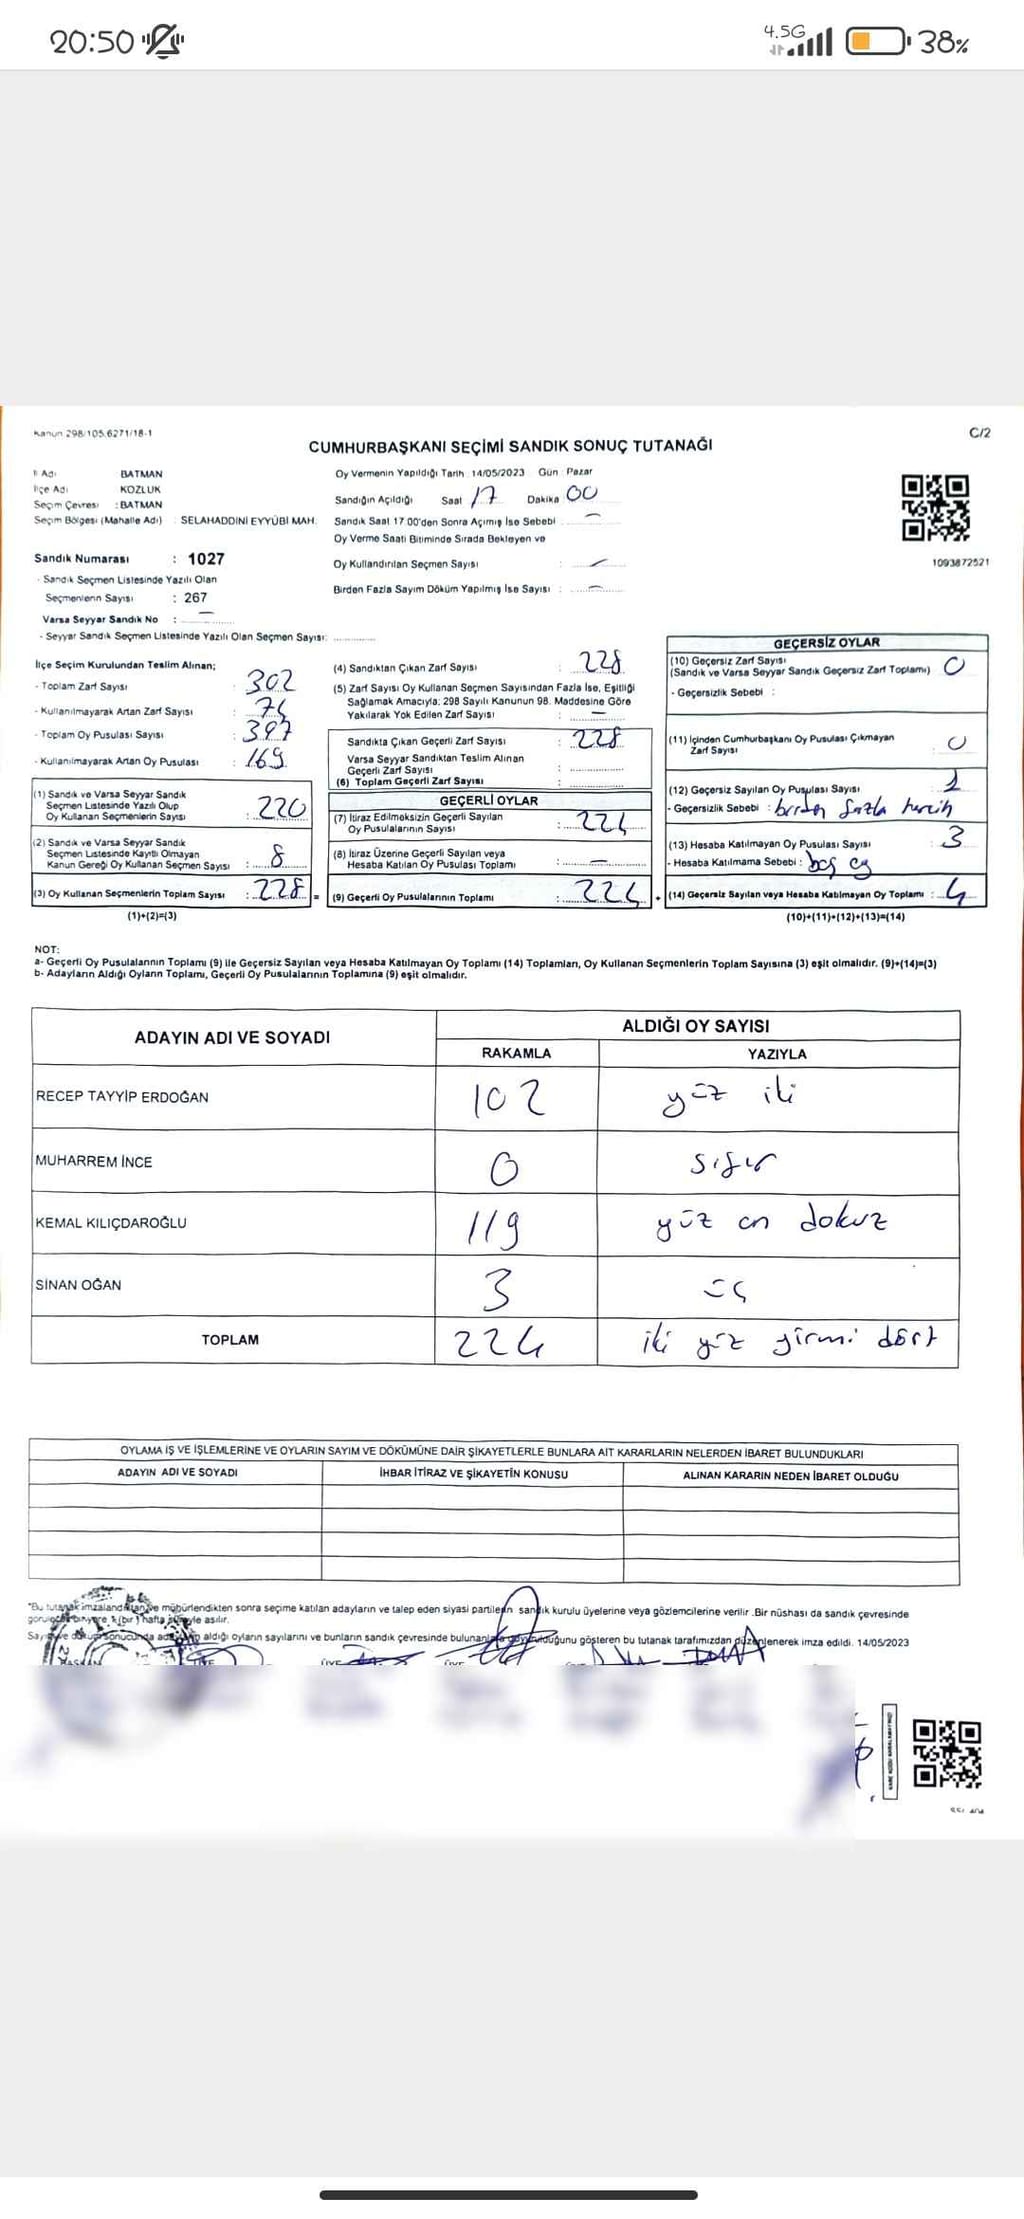 20:50 4.5G 38%
Kanun 298/105,6271/18-1
C/2
CUMHURBAŞKANI SEÇİMİ SANDIK SONUÇ TUTANAĞI
İl Adı BATMAN
İlçe Adı KOZLUK
Seçim Çevresi : BATMAN
Seçim Bölgesi (Mahalle Adı) : SELAHADDİNİ EYYÜBİ MAH.
Sandık Numarası : 1027
- Sandık Seçmen Listesinde Yazılı Olan
Seçmenlerin Sayısı : 267
Varsa Seyyar Sandık No : —
- Seyyar Sandık Seçmen Listesinde Yazılı Olan Seçmen Sayısı:
Oy Vermenin Yapıldığı Tarih : 14/05/2023 Gün : Pazar
Sandığın Açıldığı Saat 17 Dakika 00
Sandık Saat 17.00'den Sonra Açılmış İse Sebebi —
Oy Verme Saati Bitiminde Sırada Bekleyen ve
Oy Kullandırılan Seçmen Sayısı : —
Birden Fazla Sayım Döküm Yapılmış İse Sayısı : —
1093872521
İlçe Seçim Kurulundan Teslim Alınan;
- Toplam Zarf Sayısı : 302
- Kullanılmayarak Artan Zarf Sayısı : 74
- Toplam Oy Pusulası Sayısı : 397
- Kullanılmayarak Artan Oy Pusulası : 169
(1) Sandık ve Varsa Seyyar Sandık
Seçmen Listesinde Yazılı Olup
Oy Kullanan Seçmenlerin Sayısı : 220
(2) Sandık ve Varsa Seyyar Sandık
Seçmen Listesinde Kayıtlı Olmayan
Kanun Gereği Oy Kullanan Seçmen Sayısı : 8
(3) Oy Kullanan Seçmenlerin Toplam Sayısı : 228 =
(1)+(2)=(3)
(4) Sandıktan Çıkan Zarf Sayısı : 228
(5) Zarf Sayısı Oy Kullanan Seçmen Sayısından Fazla İse, Eşitliği
Sağlamak Amacıyla; 298 Sayılı Kanunun 98. Maddesine Göre
Yakılarak Yok Edilen Zarf Sayısı : —
Sandıkta Çıkan Geçerli Zarf Sayısı : 228
Varsa Seyyar Sandıktan Teslim Alınan
Geçerli Zarf Sayısı :
(6) Toplam Geçerli Zarf Sayısı :
GEÇERLİ OYLAR
(7) İtiraz Edilmeksizin Geçerli Sayılan
Oy Pusulalarının Sayısı : 224
(8) İtiraz Üzerine Geçerli Sayılan veya
Hesaba Katılan Oy Pusulası Toplamı : —
(9) Geçerli Oy Pusulalarının Toplamı : 224 +
GEÇERSİZ OYLAR
(10) Geçersiz Zarf Sayısı
(Sandık ve Varsa Seyyar Sandık Geçersiz Zarf Toplamı) 0
- Geçersizlik Sebebi :
(11) İçinden Cumhurbaşkanı Oy Pusulası Çıkmayan
Zarf Sayısı : 0
(12) Geçersiz Sayılan Oy Pusulası Sayısı : 1
- Geçersizlik Sebebi : birden fazla tercih
(13) Hesaba Katılmayan Oy Pusulası Sayısı : 3
- Hesaba Katılmama Sebebi : boş oy
(14) Geçersiz Sayılan veya Hesaba Katılmayan Oy Toplamı : 4
(10)+(11)+(12)+(13)=(14)
NOT:
a- Geçerli Oy Pusulalarının Toplamı (9) ile Geçersiz Sayılan veya Hesaba Katılmayan Oy Toplamı (14) Toplamları, Oy Kullanan Seçmenlerin Toplam Sayısına (3) eşit olmalıdır. (9)+(14)=(3)
b- Adayların Aldığı Oyların Toplamı, Geçerli Oy Pusulalarının Toplamına (9) eşit olmalıdır.
ADAYIN ADI VE SOYADI
ALDIĞI OY SAYISI
RAKAMLA YAZIYLA
RECEP TAYYİP ERDOĞAN 102 yüz iki
MUHARREM İNCE 0 sıfır
KEMAL KILIÇDAROĞLU 119 yüz on dokuz
SİNAN OĞAN 3 üç
TOPLAM 224 iki yüz yirmi dört
OYLAMA İŞ VE İŞLEMLERİNE VE OYLARIN SAYIM VE DÖKÜMÜNE DAİR ŞİKAYETLERLE BUNLARA AİT KARARLARIN NELERDEN İBARET BULUNDUKLARI
ADAYIN ADI VE SOYADI İHBAR İTİRAZ VE ŞİKAYETİN KONUSU ALINAN KARARIN NEDEN İBARET OLDUĞU
"Bu tutanak imzalandıktan ve mühürlendikten sonra seçime katılan adayların ve talep eden siyasi partilerin sandık kurulu üyelerine veya gözlemcilerine verilir .Bir nüshası da sandık çevresinde
görülecek bir yere 1 (bir) hafta süreyle asılır.
Sayım ve döküm sonucunda adayların aldığı oyların sayılarını ve bunların sandık çevresinde bulunanlara duyurulduğunu gösteren bu tutanak tarafımızdan düzenlenerek imza edildi. 14/05/2023
BAŞKAN